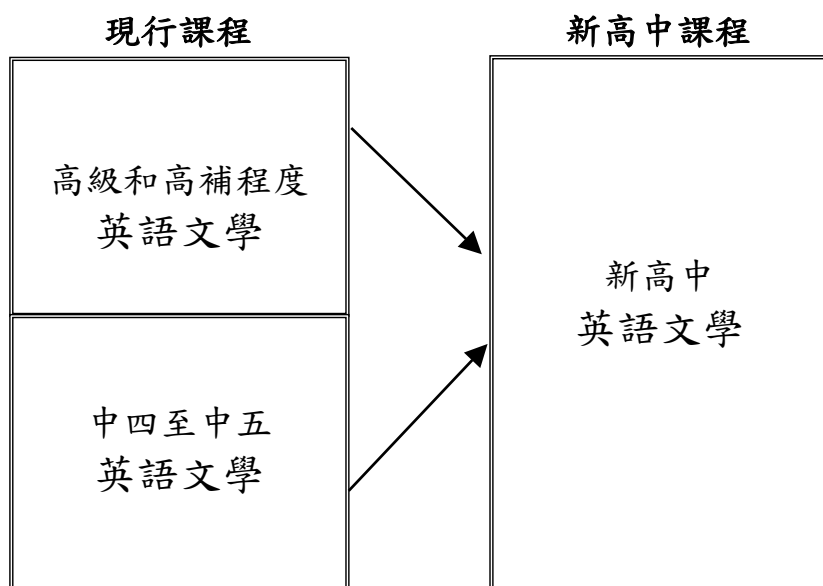 現行課程
新高中課程
高級和高補程度
英語文學
中四至中五
英語文學
新高中
英語文學